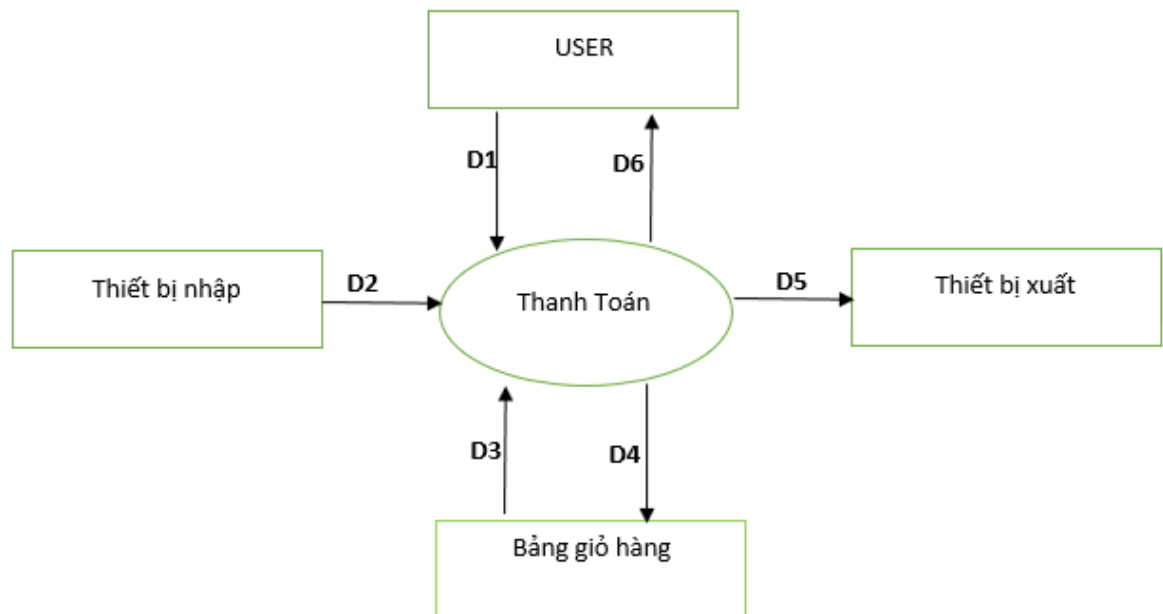 USER
D1
D6
Thiết bị nhập
D2
Thanh Toán
D5
Thiết bị xuất
D3
D4
Bảng giỏ hàng